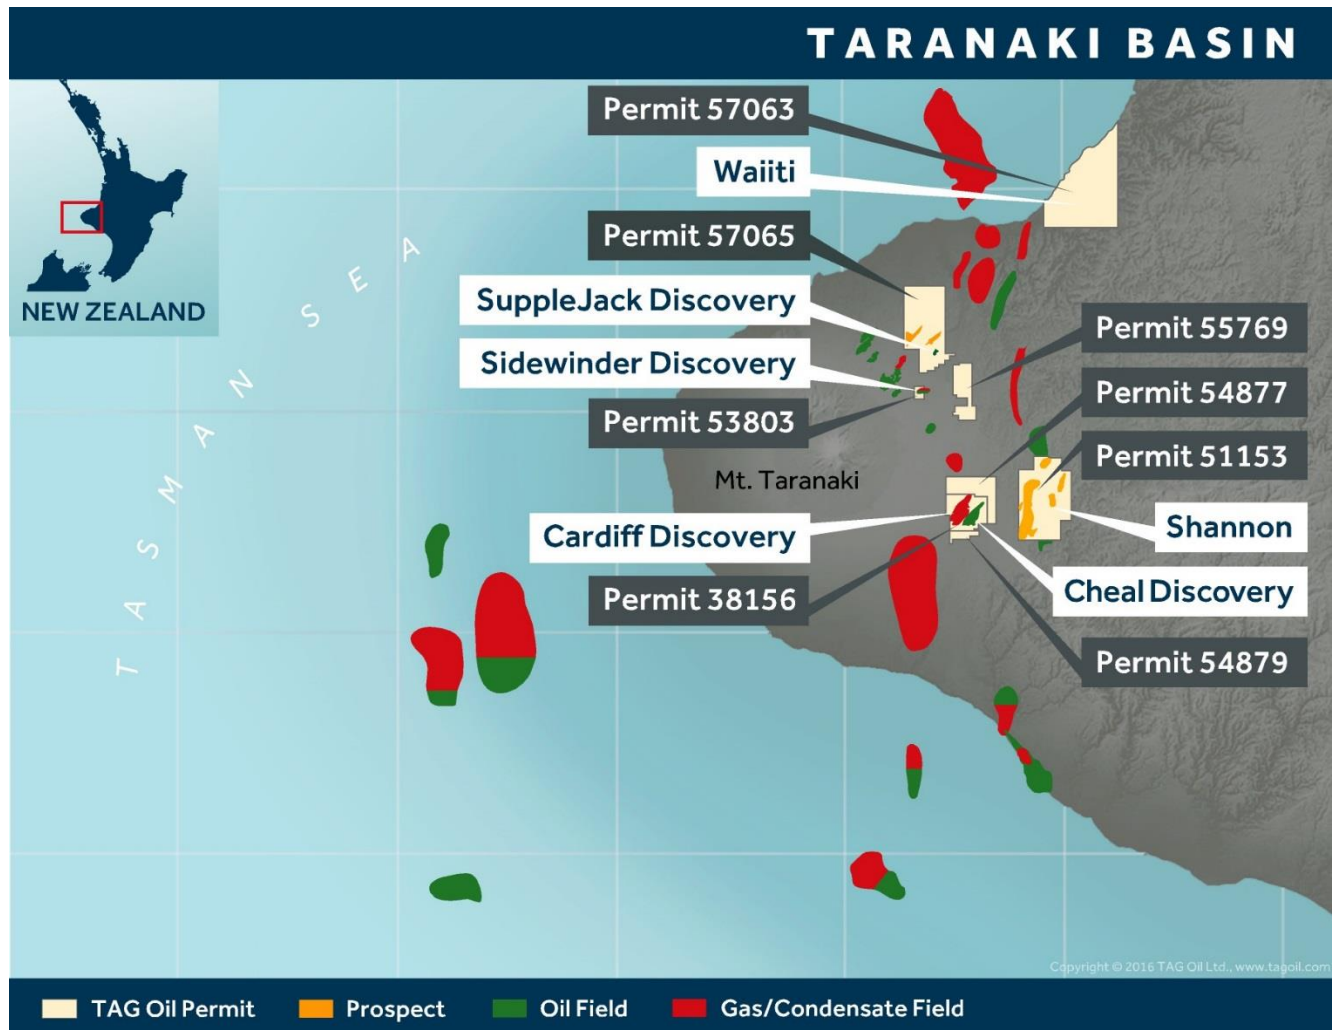 TARANAKI BASIN
Permit 57063
Waiiti
Permit 57065
SuppleJack Discovery
Sidewinder Discovery
Permit 53803
Permit 55769
Permit 54877
Permit 51153
Mt. Taranaki
Shannon
Cardiff Discovery
Cheal Discovery
Permit 38156
Permit 54879
NEW ZEALAND
TASMAN SEA
Copyright © 2016 TAG Oil Ltd., www.tagoil.com
TAG Oil Permit
Prospect
Oil Field
Gas/Condensate Field